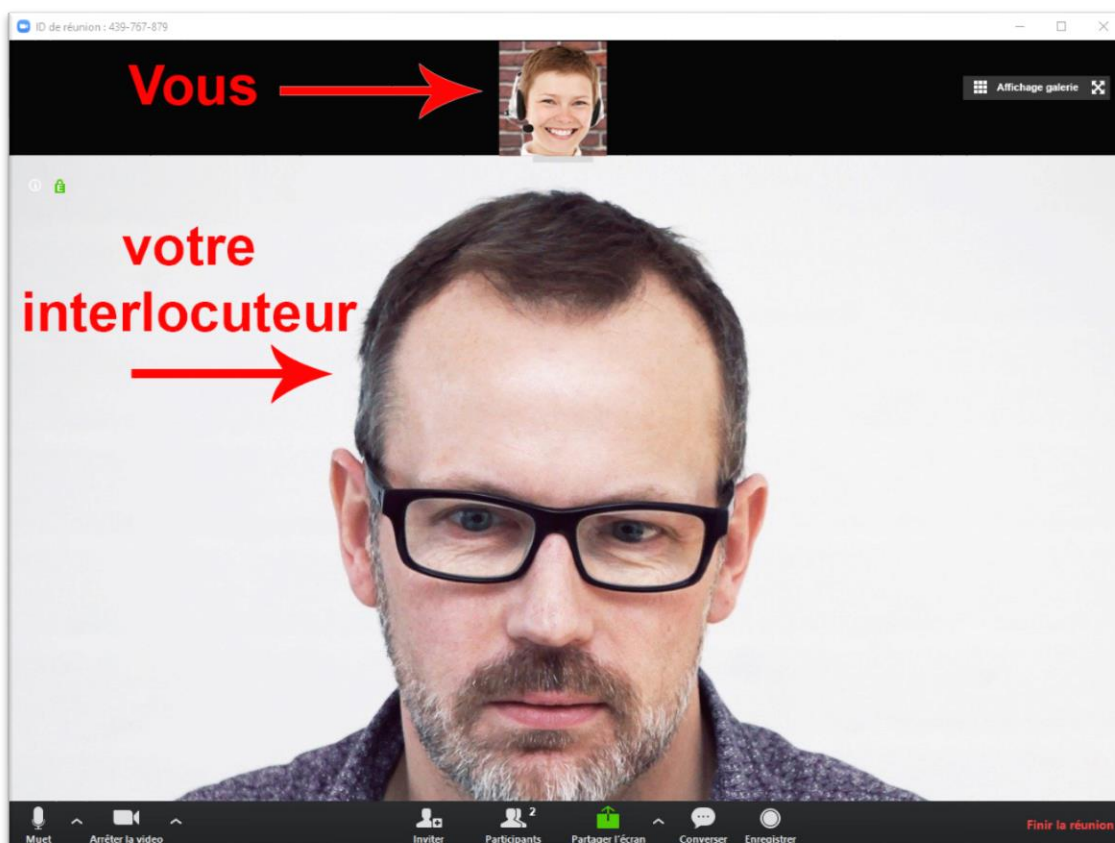 ID de réunion : 439-767-879
Vous
Affichage galerie
votre
interlocuteur
Muet
Arrêter la video
Inviter
Participants
2
Partager l'écran
Converser
Enregistrer
Finir la réunion